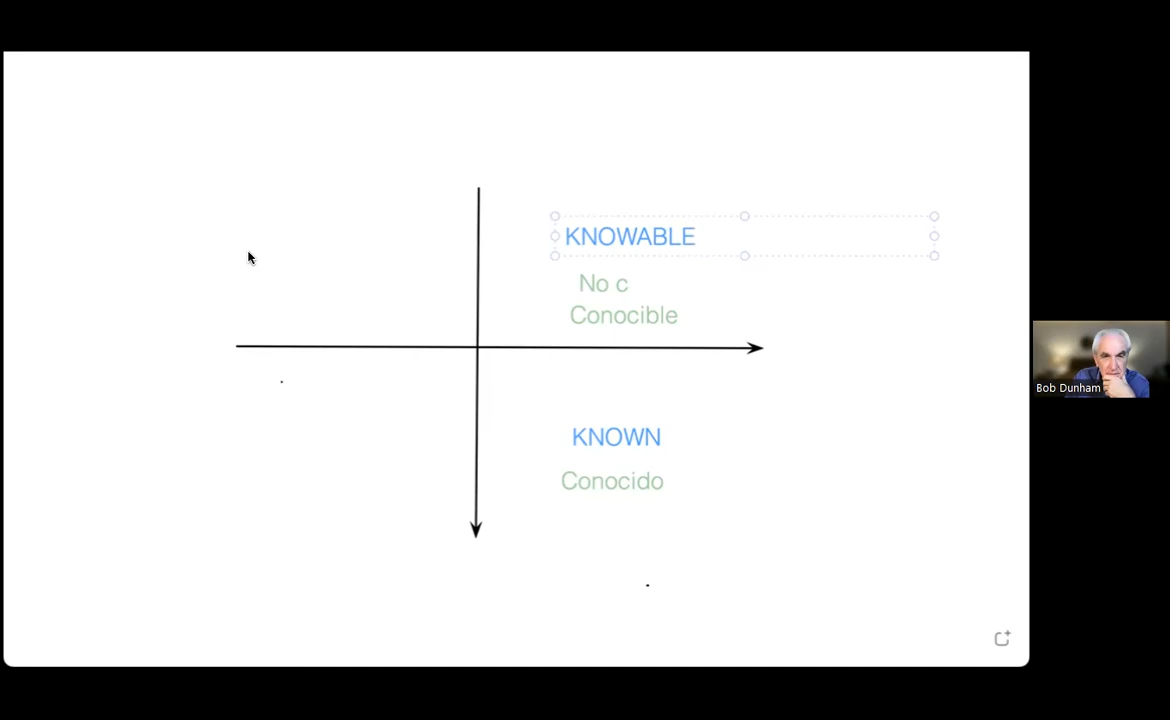 KNOWABLE
No c
Conocible
Bob Dunham
KNOWN
Conocido